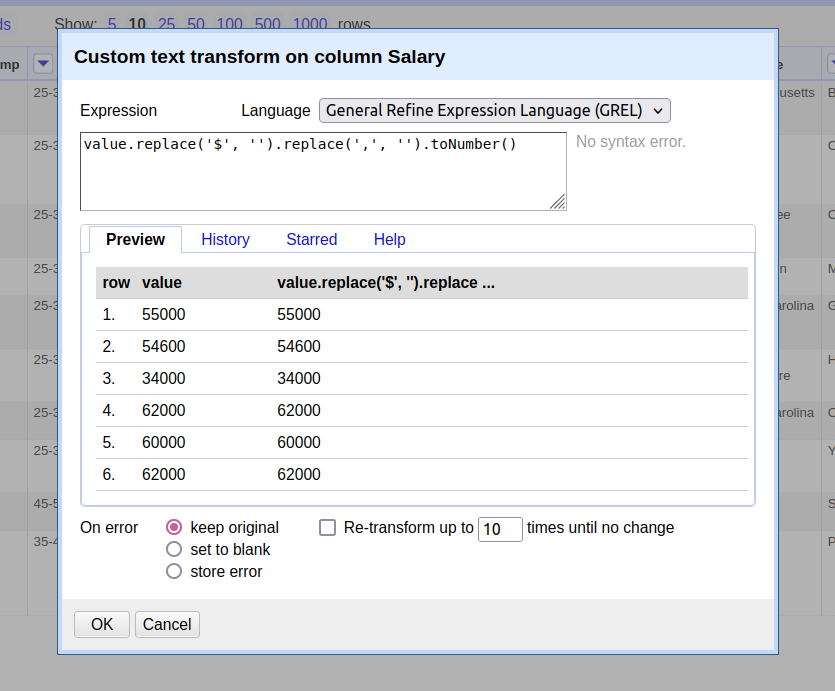 ds Show: 5 10 25 50 100 500 1000 rows
Custom text transform on column Salary
mp
25-3 usetts B
Expression Language General Refine Expression Language (GREL)
value.replace('$', '').replace(',', '').toNumber() No syntax error.
25-3
25-3 ee
Preview History Starred Help
25-3 n M
row value value.replace('$', '').replace ...
25-3 arolina
1. 55000 55000
2. 54600 54600
25-3 H
re
3. 34000 34000
4. 62000 62000
25-3 arolina
5. 60000 60000
25-3 Y
6. 62000 62000
45-5 S
On error keep original Re-transform up to 10 times until no change
35-4 P
set to blank
store error
OK Cancel